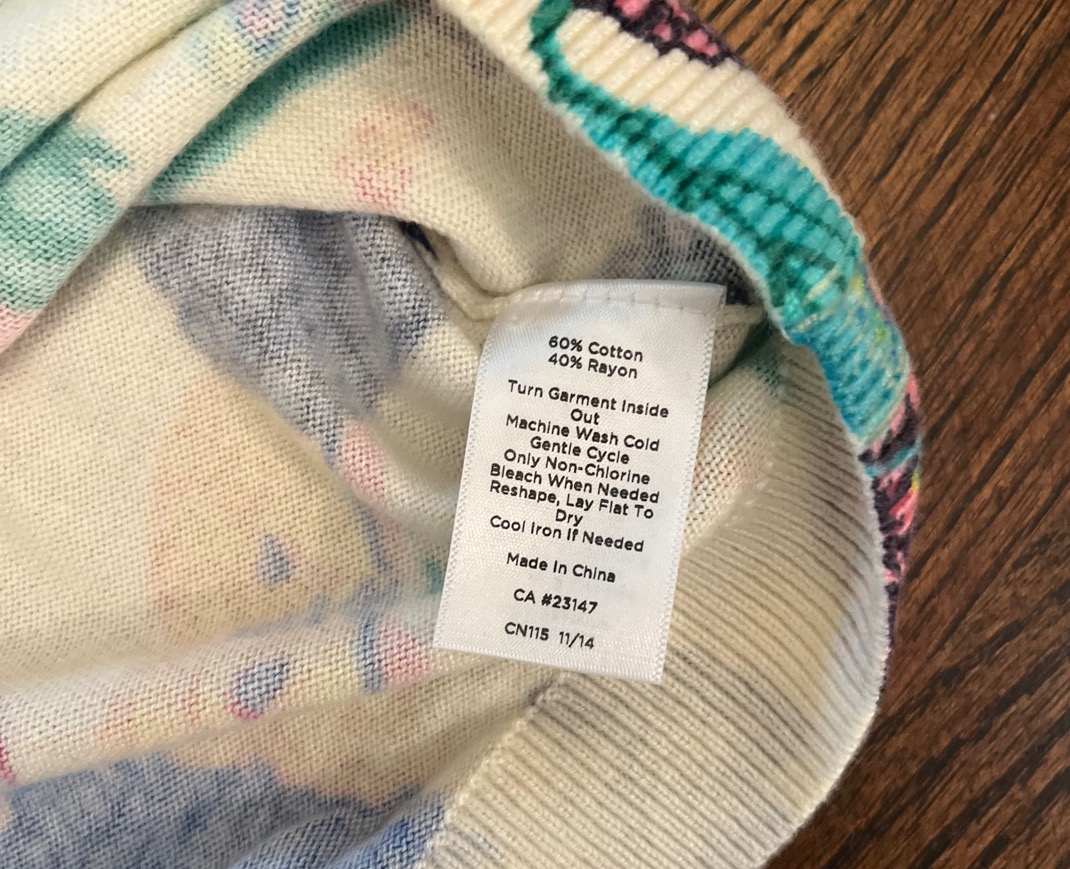 60% Cotton
40% Rayon
Turn Garment Inside
Out
Machine Wash Cold
Gentle Cycle
Only Non-Chlorine
Bleach When Needed
Reshape, Lay Flat To
Dry
Cool Iron If Needed
Made In China
CA #23147
CN115 11/14